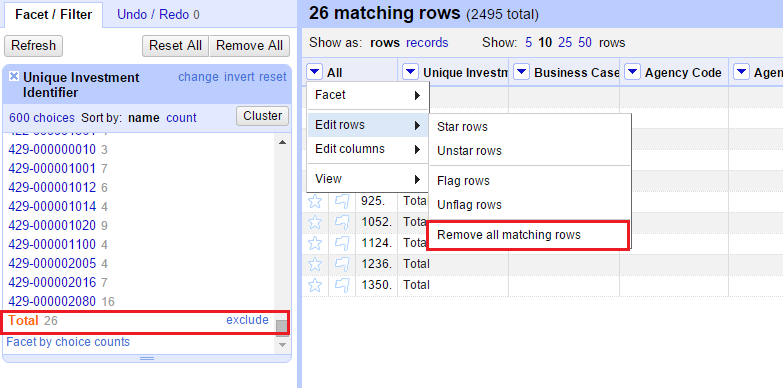 Facet / Filter
Undo / Redo 0
Refresh
Reset All
Remove All
Unique Investment Identifier
change invert reset
600 choices Sort by: name count
Cluster
429-000000010 3
429-000001001 7
429-000001012 6
429-000001014 4
429-000001020 9
429-000001100 4
429-000002005 4
429-000002016 7
429-000002080 16
Total 26
exclude
Facet by choice counts
26 matching rows (2495 total)
Show as: rows records
Show: 5 10 25 50 rows
All
Unique Investm
Business Case
Agency Code
Agen
Facet
Edit rows
Edit columns
View
Star rows
Unstar rows
Flag rows
Unflag rows
Remove all matching rows
925. Total
1052. Tota
1124. Total
1236. Total
1350. Total